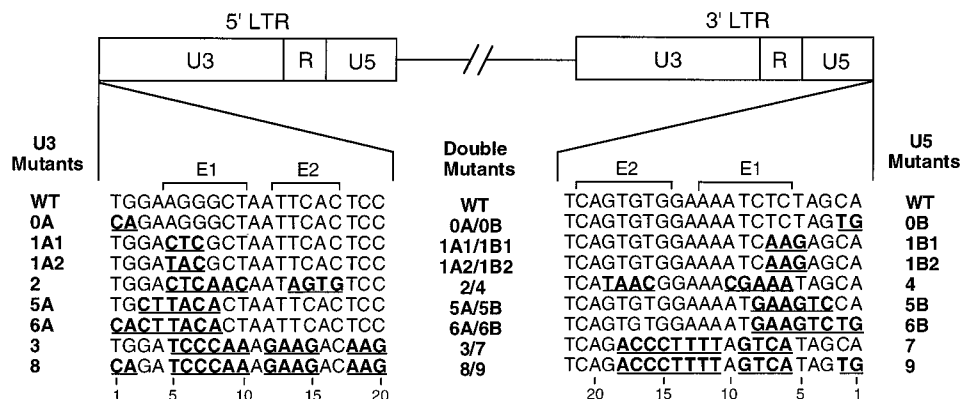 5' LTR 3' LTR
U3 R U5 U3 R U5
U3 Mutants Double Mutants U5 Mutants
E1 E2 E2 E1
WT TGGAAGGGCTAATTCACTCC WT TCAGTGTGGAAAATCTCTAGCA WT
0A CAGAAGGGCTAATTCACTCC 0A/0B TCAGTGTGGAAAATCTCTAGTG 0B
1A1 TGGACTCGCTAATTCACTCC 1A1/1B1 TCAGTGTGGAAAATCAAGAGCA 1B1
1A2 TGGATACGCTAATTCACTCC 1A2/1B2 TCAGTGTGGAAAATCAAGAGCA 1B2
2 TGGACTCAACAATAGTGTCC 2/4 TCATAACGGAAACGAAATAGCA 4
5A TGCTTACACTAATTCACTCC 5A/5B TCAGTGTGGAAAATGAAGTCCA 5B
6A CACTTACACTAATTCACTCC 6A/6B TCAGTGTGGAAAATGAAGTCTG 6B
3 TGGATCCCAAAGAAGACAAG 3/7 TCAGACCCTTTTAGTCATAGCA 7
8 CAGATCCCAAAGAAGACAAG 8/9 TCAGACCCTTTTAGTCATAGTG 9
1 5 10 15 20 20 15 10 5 1